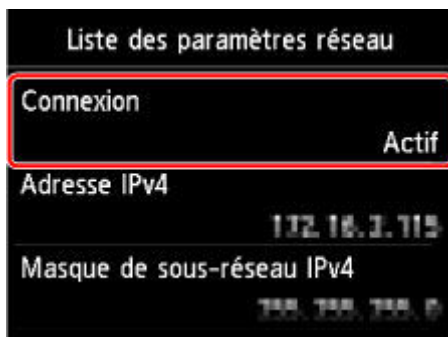 Liste des paramètres réseau
Connexion
Actif
Adresse IPv4
Masque de sous-réseau IPv4